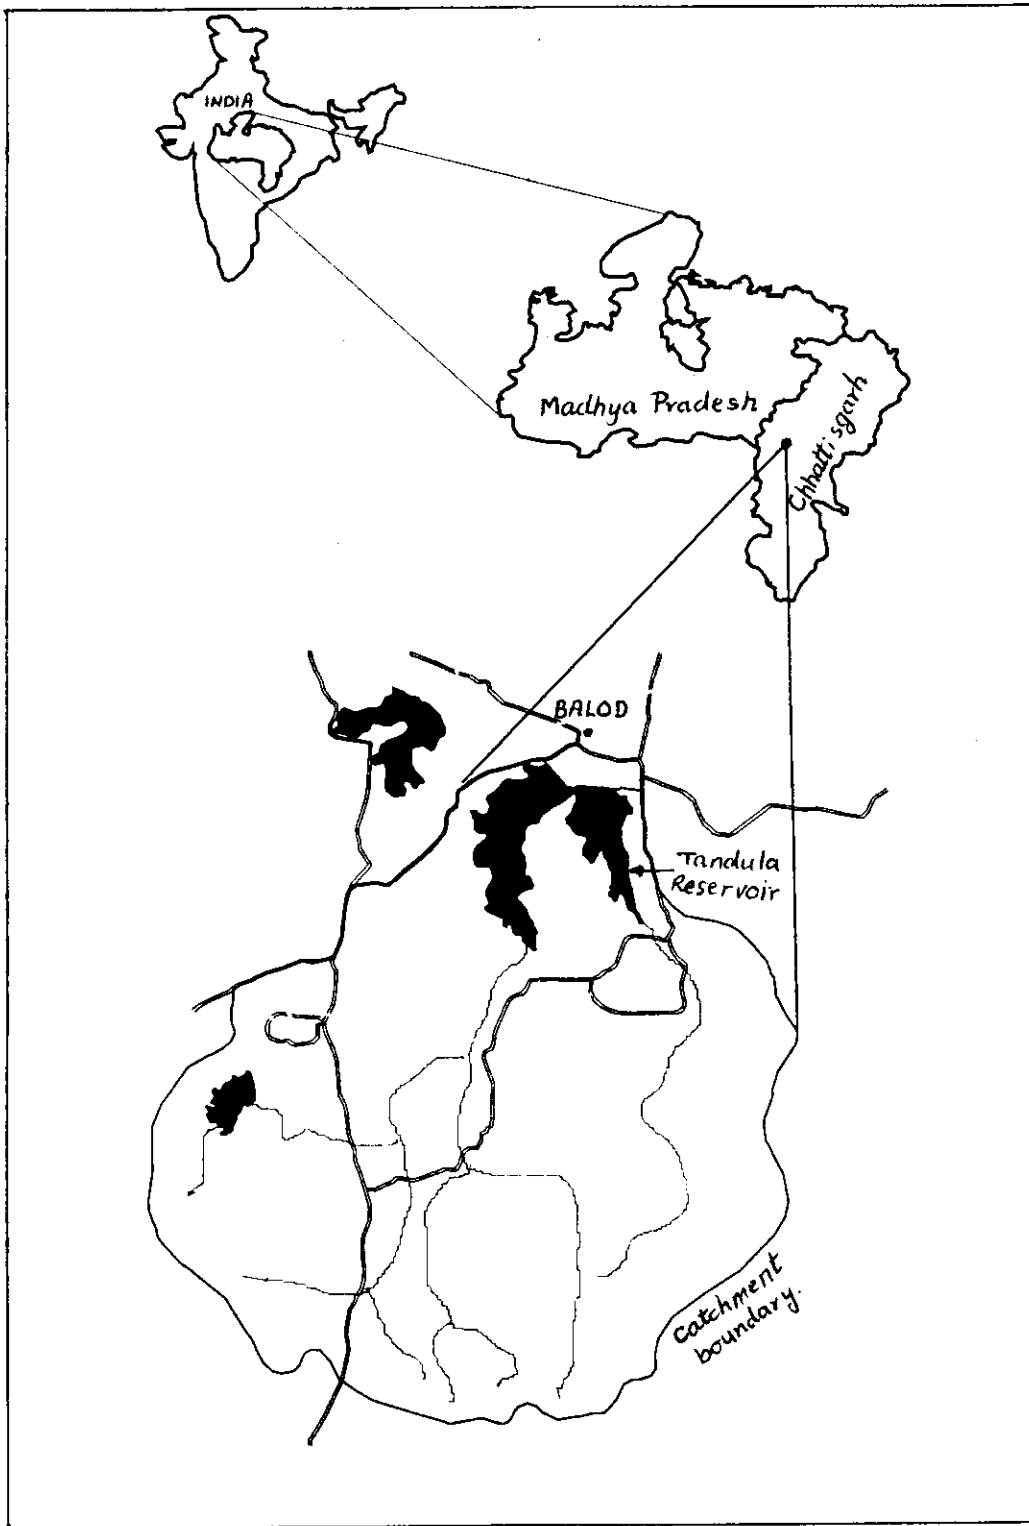 INDIA
Madhya Pradesh
Chhattisgarh
BALOD
Tandula
Reservoir
Catchment
boundary.